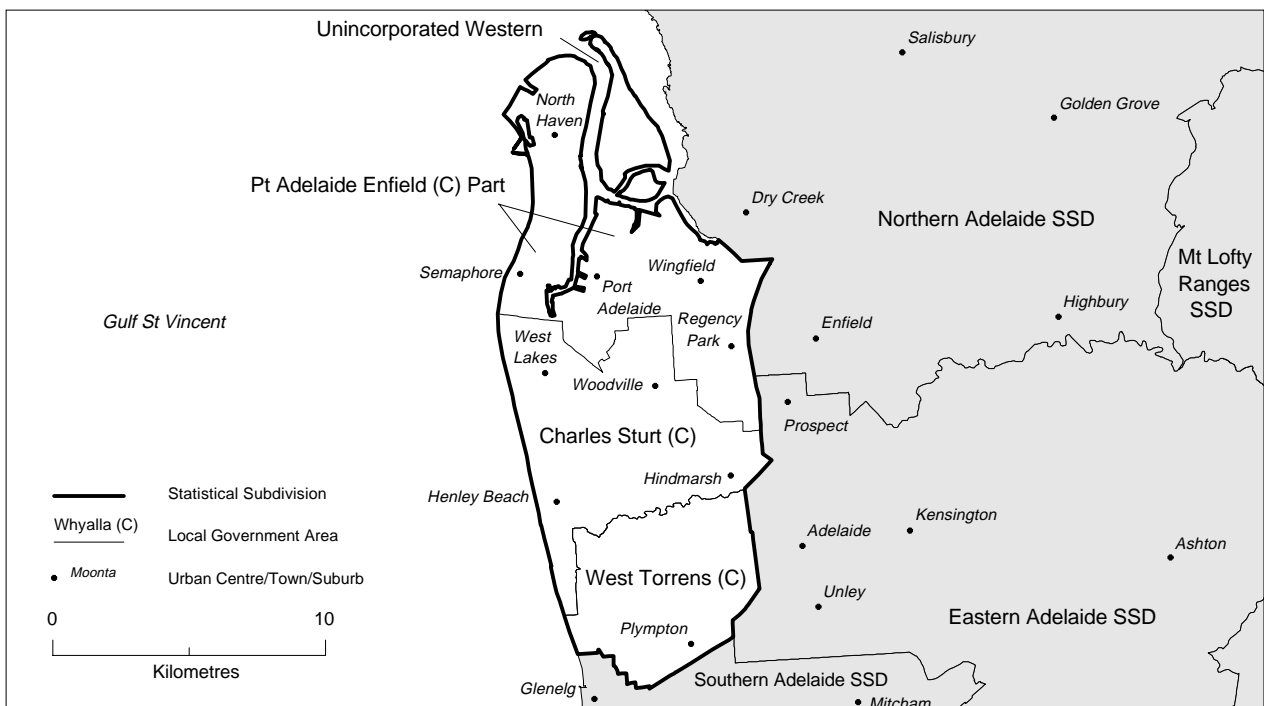 Unincorporated Western
Salisbury
North
Haven
Golden Grove
Pt Adelaide Enfield (C) Part
Dry Creek
Northern Adelaide SSD
Mt Lofty
Ranges
SSD
Semaphore
Wingfield
Port
Adelaide
Gulf St Vincent
Regency
Park
Enfield
Highbury
West
Lakes
Woodville
Prospect
Charles Sturt (C)
Hindmarsh
Henley Beach
Statistical Subdivision
Whyalla (C)
Local Government Area
Moonta
Urban Centre/Town/Suburb
0
10
Kilometres
Kensington
Adelaide
Ashton
West Torrens (C)
Unley
Eastern Adelaide SSD
Plympton
Southern Adelaide SSD
Glenelg
Mitcham